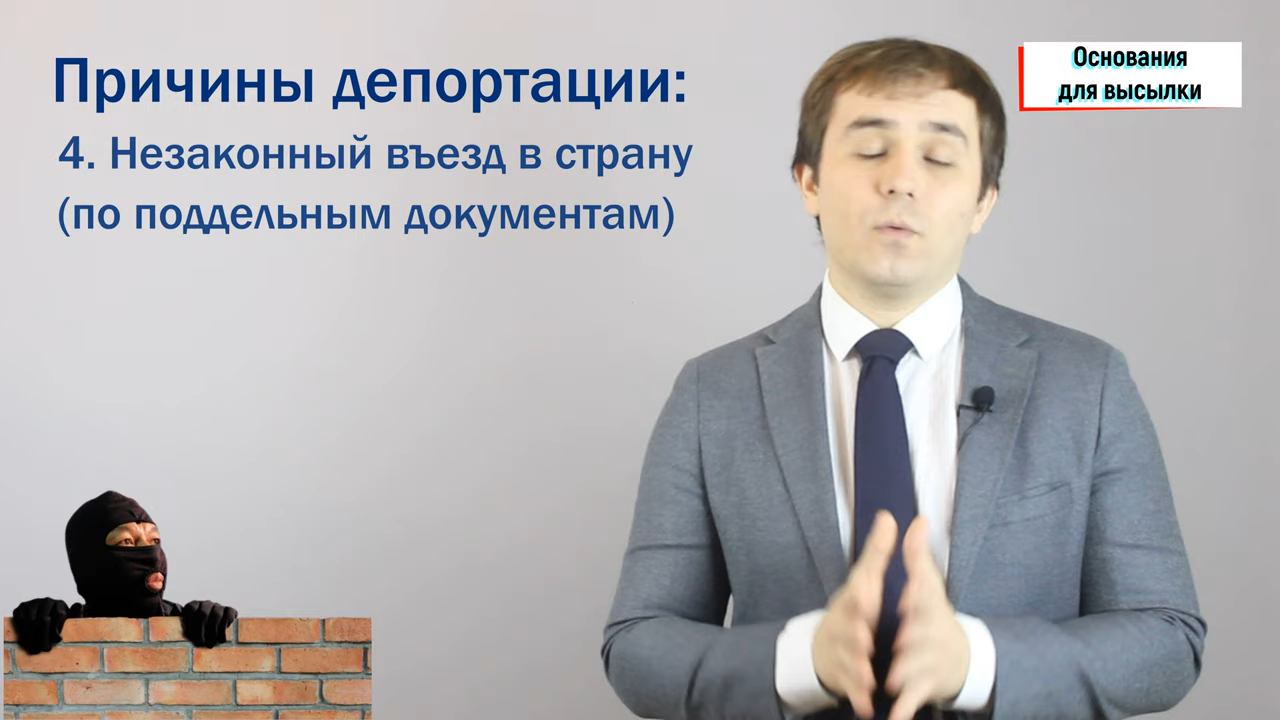 Причины депортации:
4. Незаконный въезд в страну
(по поддельным документам)
Основания
для высылки